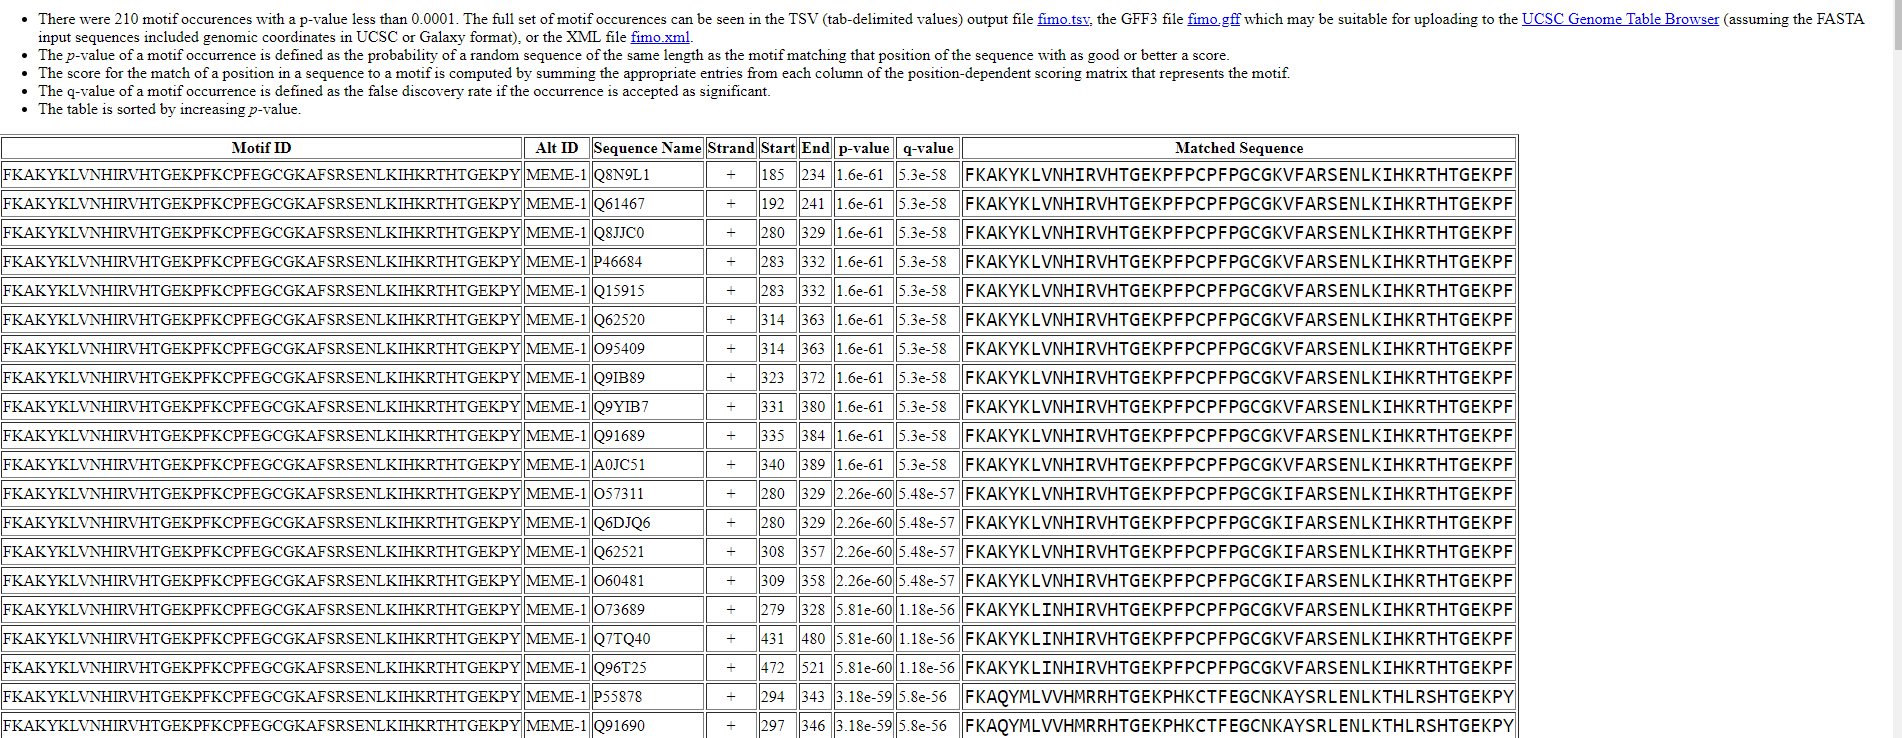 There were 210 motif occurences with a p-value less than 0.0001. The full set of motif occurences can be seen in the TSV (tab-delimited values) output file fimo.tsv, the GFF3 file fimo.gff which may be suitable for uploading to the UCSC Genome Table Browser (assuming the FASTA
input sequences included genomic coordinates in UCSC or Galaxy format), or the XML file fimo.xml.
The p-value of a motif occurrence is defined as the probability of a random sequence of the same length as the motif matching that position of the sequence with as good or better a score.
The score for the match of a position in a sequence to a motif is computed by summing the appropriate entries from each column of the position-dependent scoring matrix that represents the motif.
The q-value of a motif occurrence is defined as the false discovery rate if the occurrence is accepted as significant.
The table is sorted by increasing p-value.
Motif ID Alt ID Sequence Name Strand Start End p-value q-value Matched Sequence
FKAKYKLVNHIRVHTGEKPFKCPFEGCGKAFSRSENLKIHKRTHTGEKPY MEME-1 Q8N9L1 + 185 234 1.6e-61 5.3e-58 FKAKYKLVNHIRVHTGEKPFPCPFPGCGKVFARSENLKIHKRTHTGEKPF
FKAKYKLVNHIRVHTGEKPFKCPFEGCGKAFSRSENLKIHKRTHTGEKPY MEME-1 Q61467 + 192 241 1.6e-61 5.3e-58 FKAKYKLVNHIRVHTGEKPFPCPFPGCGKVFARSENLKIHKRTHTGEKPF
FKAKYKLVNHIRVHTGEKPFKCPFEGCGKAFSRSENLKIHKRTHTGEKPY MEME-1 Q8JJC0 + 280 329 1.6e-61 5.3e-58 FKAKYKLVNHIRVHTGEKPFPCPFPGCGKVFARSENLKIHKRTHTGEKPF
FKAKYKLVNHIRVHTGEKPFKCPFEGCGKAFSRSENLKIHKRTHTGEKPY MEME-1 P46684 + 283 332 1.6e-61 5.3e-58 FKAKYKLVNHIRVHTGEKPFPCPFPGCGKVFARSENLKIHKRTHTGEKPF
FKAKYKLVNHIRVHTGEKPFKCPFEGCGKAFSRSENLKIHKRTHTGEKPY MEME-1 Q15915 + 283 332 1.6e-61 5.3e-58 FKAKYKLVNHIRVHTGEKPFPCPFPGCGKVFARSENLKIHKRTHTGEKPF
FKAKYKLVNHIRVHTGEKPFKCPFEGCGKAFSRSENLKIHKRTHTGEKPY MEME-1 Q62520 + 314 363 1.6e-61 5.3e-58 FKAKYKLVNHIRVHTGEKPFPCPFPGCGKVFARSENLKIHKRTHTGEKPF
FKAKYKLVNHIRVHTGEKPFKCPFEGCGKAFSRSENLKIHKRTHTGEKPY MEME-1 O95409 + 314 363 1.6e-61 5.3e-58 FKAKYKLVNHIRVHTGEKPFPCPFPGCGKVFARSENLKIHKRTHTGEKPF
FKAKYKLVNHIRVHTGEKPFKCPFEGCGKAFSRSENLKIHKRTHTGEKPY MEME-1 Q9IB89 + 323 372 1.6e-61 5.3e-58 FKAKYKLVNHIRVHTGEKPFPCPFPGCGKVFARSENLKIHKRTHTGEKPF
FKAKYKLVNHIRVHTGEKPFKCPFEGCGKAFSRSENLKIHKRTHTGEKPY MEME-1 Q9YIB7 + 331 380 1.6e-61 5.3e-58 FKAKYKLVNHIRVHTGEKPFPCPFPGCGKVFARSENLKIHKRTHTGEKPF
FKAKYKLVNHIRVHTGEKPFKCPFEGCGKAFSRSENLKIHKRTHTGEKPY MEME-1 Q91689 + 335 384 1.6e-61 5.3e-58 FKAKYKLVNHIRVHTGEKPFPCPFPGCGKVFARSENLKIHKRTHTGEKPF
FKAKYKLVNHIRVHTGEKPFKCPFEGCGKAFSRSENLKIHKRTHTGEKPY MEME-1 A0JC51 + 340 389 1.6e-61 5.3e-58 FKAKYKLVNHIRVHTGEKPFPCPFPGCGKVFARSENLKIHKRTHTGEKPF
FKAKYKLVNHIRVHTGEKPFKCPFEGCGKAFSRSENLKIHKRTHTGEKPY MEME-1 O57311 + 280 329 2.26e-60 5.48e-57 FKAKYKLVNHIRVHTGEKPFPCPFPGCGKIFARSENLKIHKRTHTGEKPF
FKAKYKLVNHIRVHTGEKPFKCPFEGCGKAFSRSENLKIHKRTHTGEKPY MEME-1 Q6DJQ6 + 280 329 2.26e-60 5.48e-57 FKAKYKLVNHIRVHTGEKPFPCPFPGCGKIFARSENLKIHKRTHTGEKPF
FKAKYKLVNHIRVHTGEKPFKCPFEGCGKAFSRSENLKIHKRTHTGEKPY MEME-1 Q62521 + 308 357 2.26e-60 5.48e-57 FKAKYKLVNHIRVHTGEKPFPCPFPGCGKIFARSENLKIHKRTHTGEKPF
FKAKYKLVNHIRVHTGEKPFKCPFEGCGKAFSRSENLKIHKRTHTGEKPY MEME-1 O60481 + 309 358 2.26e-60 5.48e-57 FKAKYKLVNHIRVHTGEKPFPCPFPGCGKIFARSENLKIHKRTHTGEKPF
FKAKYKLVNHIRVHTGEKPFKCPFEGCGKAFSRSENLKIHKRTHTGEKPY MEME-1 O73689 + 279 328 5.81e-60 1.18e-56 FKAKYKLINHIRVHTGEKPFPCPFPGCGKVFARSENLKIHKRTHTGEKPF
FKAKYKLVNHIRVHTGEKPFKCPFEGCGKAFSRSENLKIHKRTHTGEKPY MEME-1 Q7TQ40 + 431 480 5.81e-60 1.18e-56 FKAKYKLINHIRVHTGEKPFPCPFPGCGKVFARSENLKIHKRTHTGEKPF
FKAKYKLVNHIRVHTGEKPFKCPFEGCGKAFSRSENLKIHKRTHTGEKPY MEME-1 Q96T25 + 472 521 5.81e-60 1.18e-56 FKAKYKLINHIRVHTGEKPFPCPFPGCGKVFARSENLKIHKRTHTGEKPF
FKAKYKLVNHIRVHTGEKPFKCPFEGCGKAFSRSENLKIHKRTHTGEKPY MEME-1 P55878 + 294 343 3.18e-59 5.8e-56 FKAQYMLVVHMRRHTGEKPHKCTFEGCNKAYSRLENLKTHLRSHTGEKPY
FKAKYKLVNHIRVHTGEKPFKCPFEGCGKAFSRSENLKIHKRTHTGEKPY MEME-1 Q91690 + 297 346 3.18e-59 5.8e-56 FKAQYMLVVHMRRHTGEKPHKCTFEGCNKAYSRLENLKTHLRSHTGEKPY